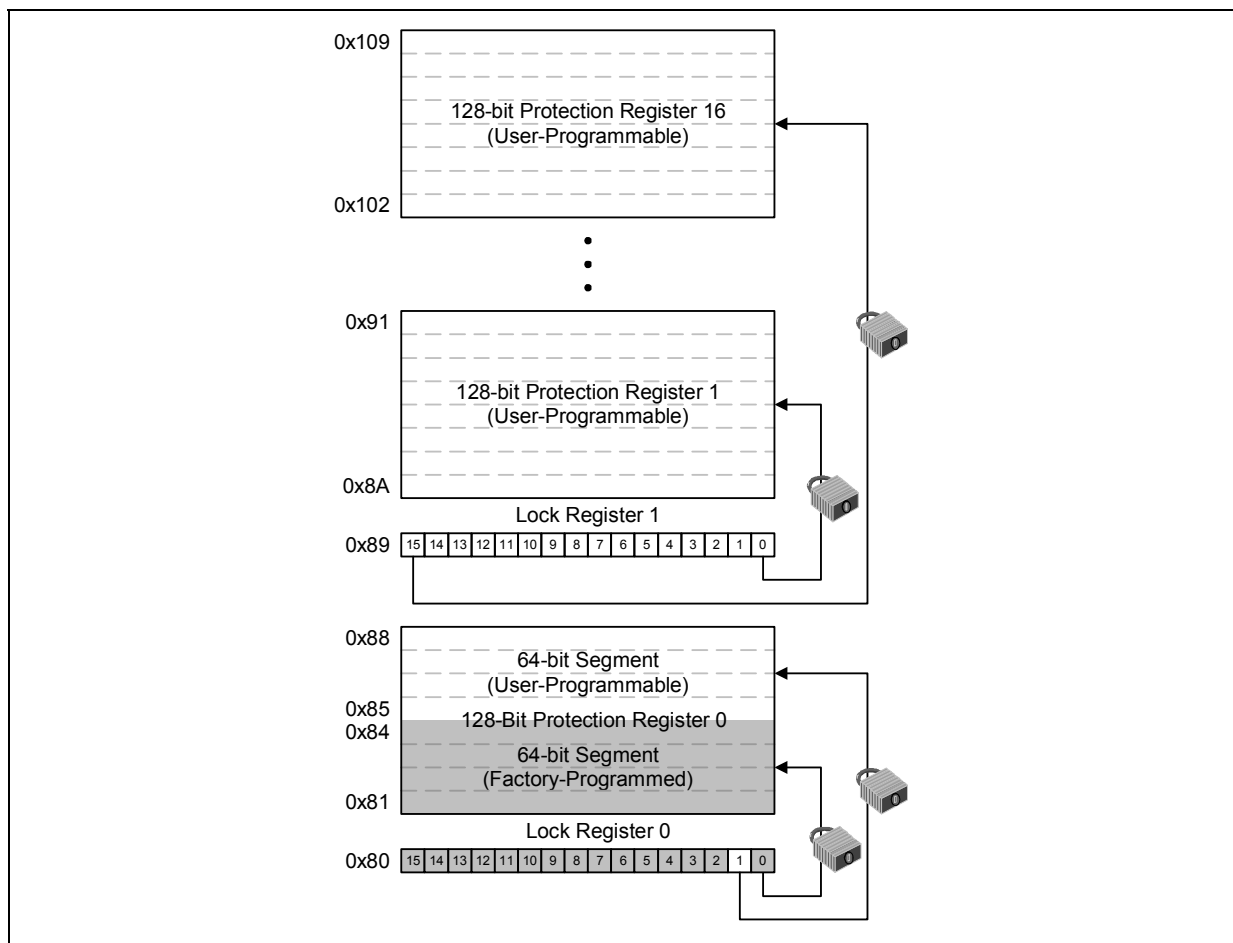 0x109
128-bit Protection Register 16
(User-Programmable)
0x102
0x91
128-bit Protection Register 1
(User-Programmable)
0x8A
Lock Register 1
0x89
15 14 13 12 11 10 9 8 7 6 5 4 3 2 1 0
0x88
64-bit Segment
(User-Programmable)
0x85
128-Bit Protection Register 0
0x84
64-bit Segment
(Factory-Programmed)
0x81
Lock Register 0
0x80
15 14 13 12 11 10 9 8 7 6 5 4 3 2 1 0